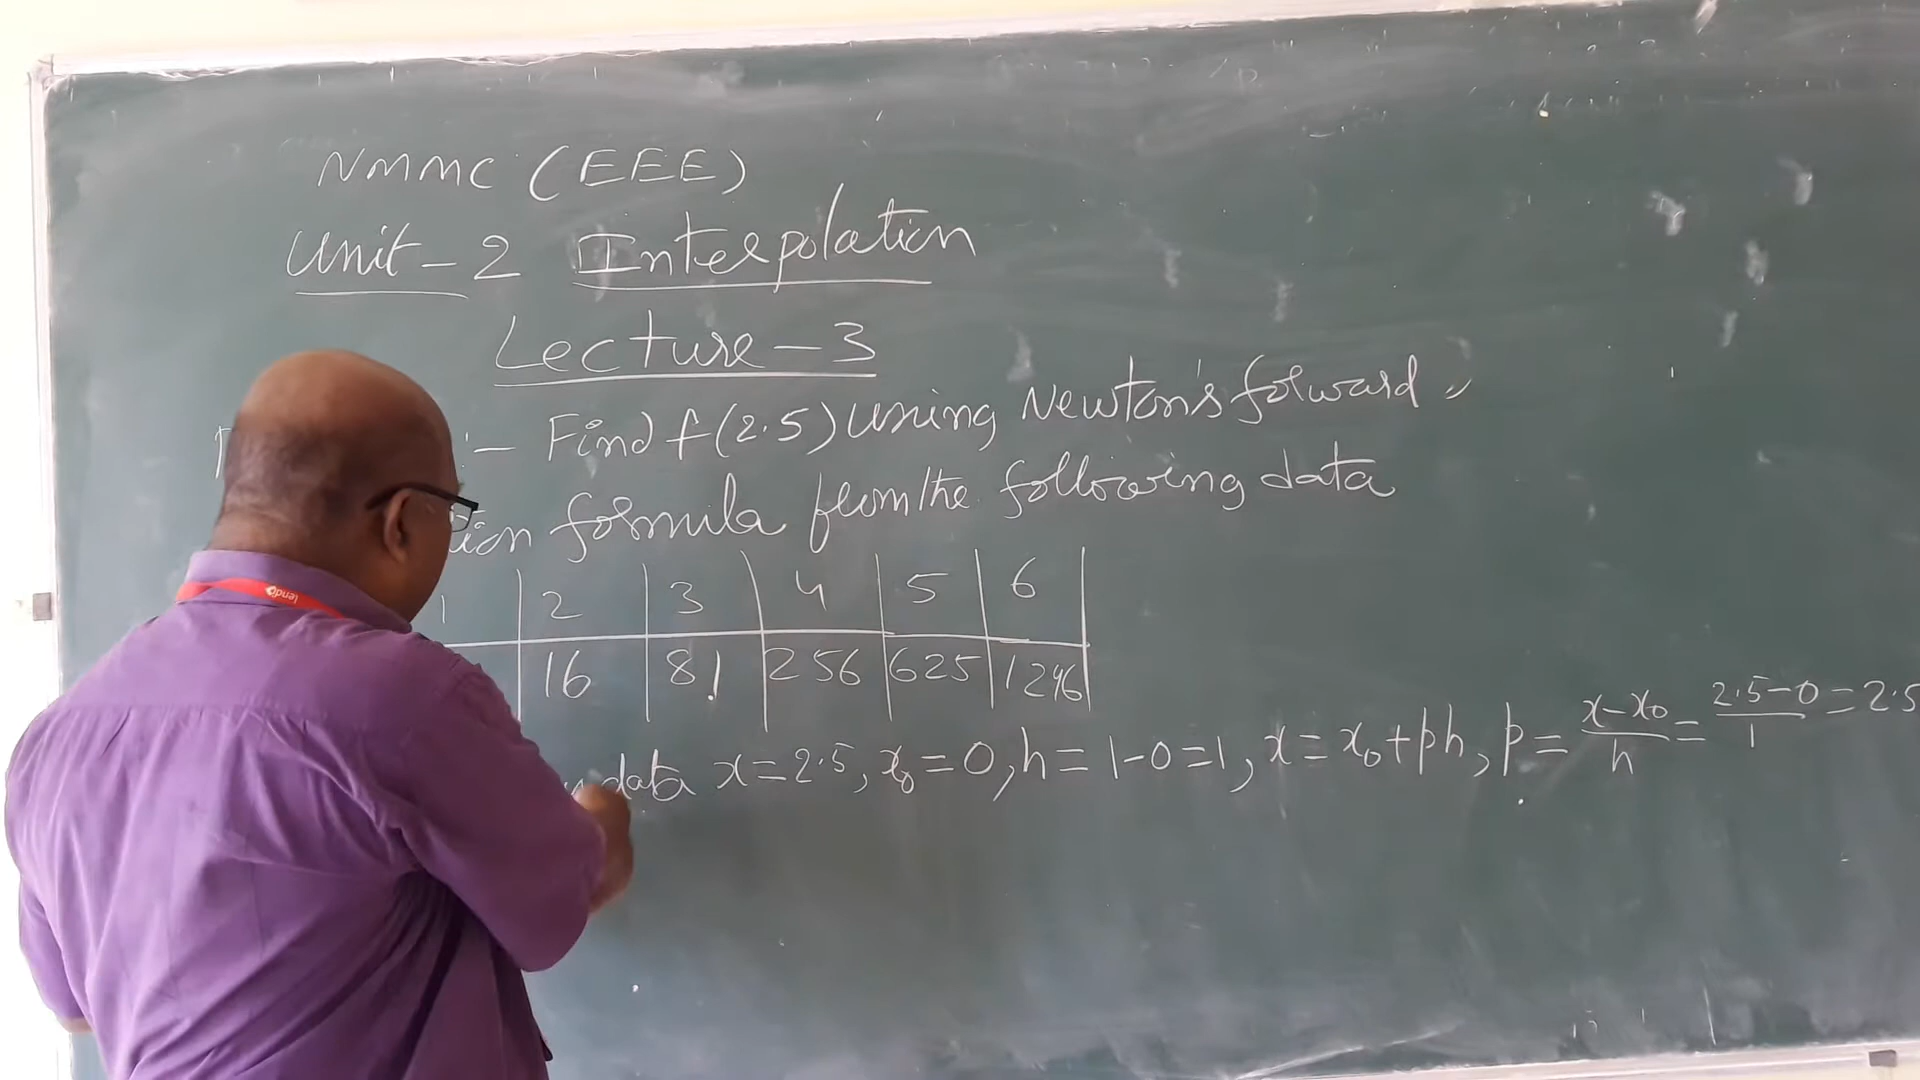 NMMC (EEE)
Unit-2 Interpolation
Lecture-3
:- Find f(2.5) using Newton's forward
formula from the following data
1 | 2 | 3 | 4 | 5 | 6
16 | 81 | 256 | 625 | 1296
data x=2.5, x₀=0, h=1-0=1, x=x₀+ph, p=(x-x₀)/h=(2.5-0)/1=2.5